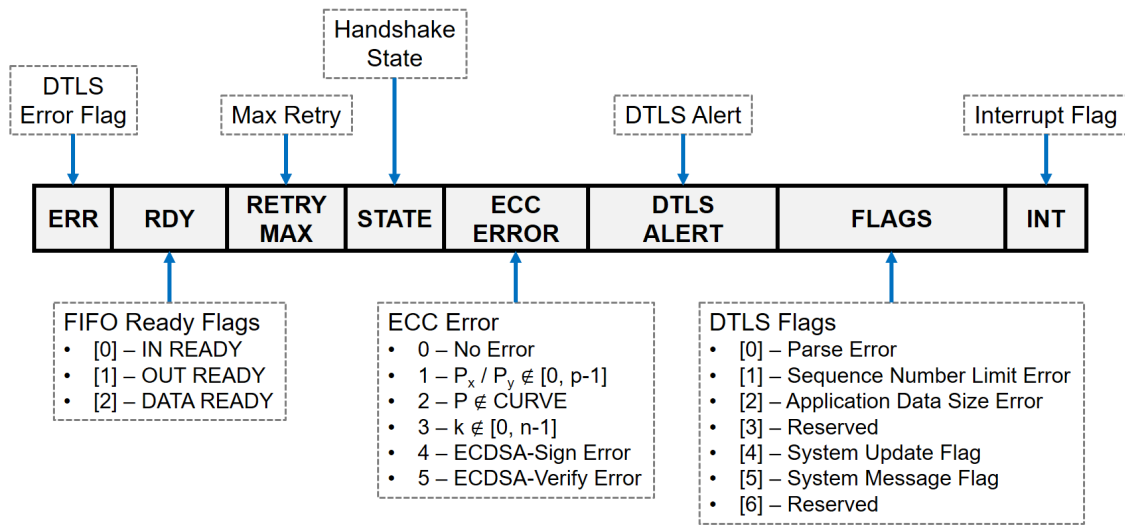 Handshake
State
DTLS
Error Flag
Max Retry
DTLS Alert
Interrupt Flag
ERR
RDY
RETRY
MAX
STATE
ECC
ERROR
DTLS
ALERT
FLAGS
INT
FIFO Ready Flags
• [0] – IN READY
• [1] – OUT READY
• [2] – DATA READY
ECC Error
• 0 – No Error
• 1 – Pₓ / Pᵧ ∉ [0, p-1]
• 2 – P ∉ CURVE
• 3 – k ∉ [0, n-1]
• 4 – ECDSA-Sign Error
• 5 – ECDSA-Verify Error
DTLS Flags
• [0] – Parse Error
• [1] – Sequence Number Limit Error
• [2] – Application Data Size Error
• [3] – Reserved
• [4] – System Update Flag
• [5] – System Message Flag
• [6] – Reserved